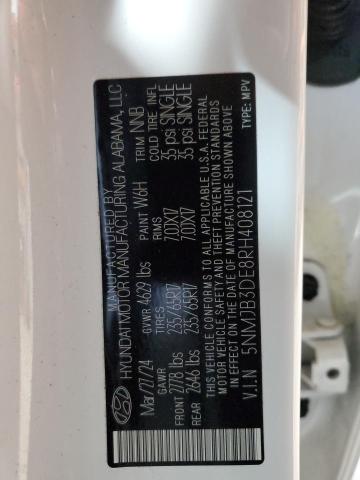 MANUFACTURED BY
HYUNDAI MOTOR MANUFACTURING ALABAMA, LLC
Mar/27/24 GVWR 4629 lbs PAINT W6H TRIM NNB
GAWR TIRES RIMS COLD TIRE INFL
FRONT 2778 lbs 235/65R17 7.0JX17 35 psi SINGLE
REAR 2646 lbs 235/65R17 7.0JX17 35 psi SINGLE
THIS VEHICLE CONFORMS TO ALL APPLICABLE U.S.A. FEDERAL
MOTOR VEHICLE SAFETY AND THEFT PREVENTION STANDARDS
IN EFFECT ON THE DATE OF MANUFACTURE SHOWN ABOVE
V.I.N 5NMJB3DE8RH408121 TYPE: MPV